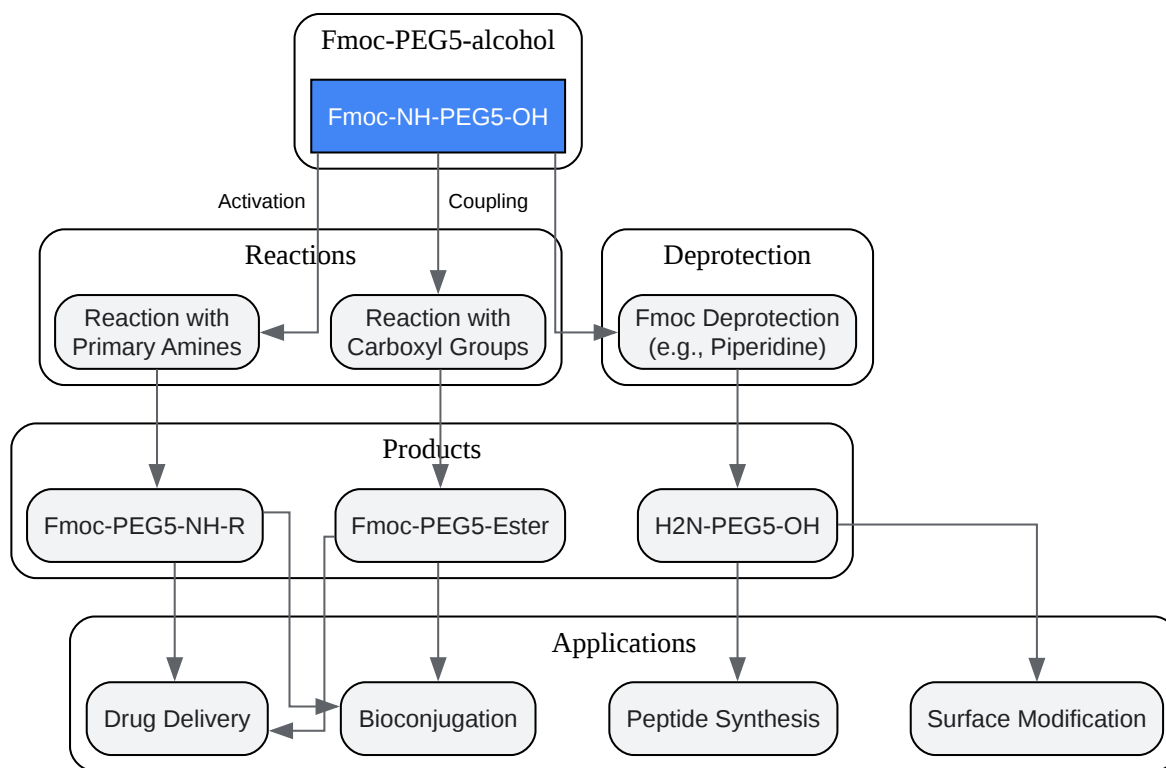 Fmoc-PEG5-alcohol
Fmoc-NH-PEG5-OH
Activation
Coupling
Reactions
Deprotection
Reaction with
Primary Amines
Reaction with
Carboxyl Groups
Fmoc Deprotection
(e.g., Piperidine)
Products
Fmoc-PEG5-NH-R
Fmoc-PEG5-Ester
H2N-PEG5-OH
Applications
Drug Delivery
Bioconjugation
Peptide Synthesis
Surface Modification